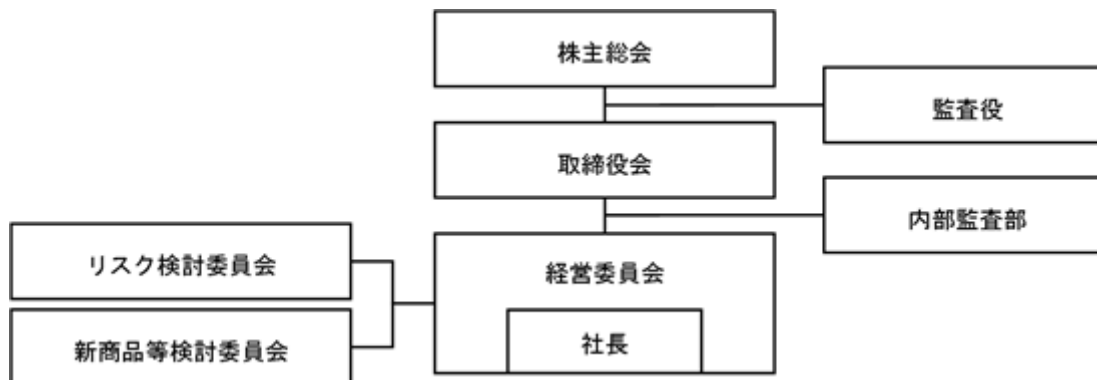 株主総会
監査役
取締役会
内部監査部
リスク検討委員会
経営委員会
新商品等検討委員会
社長